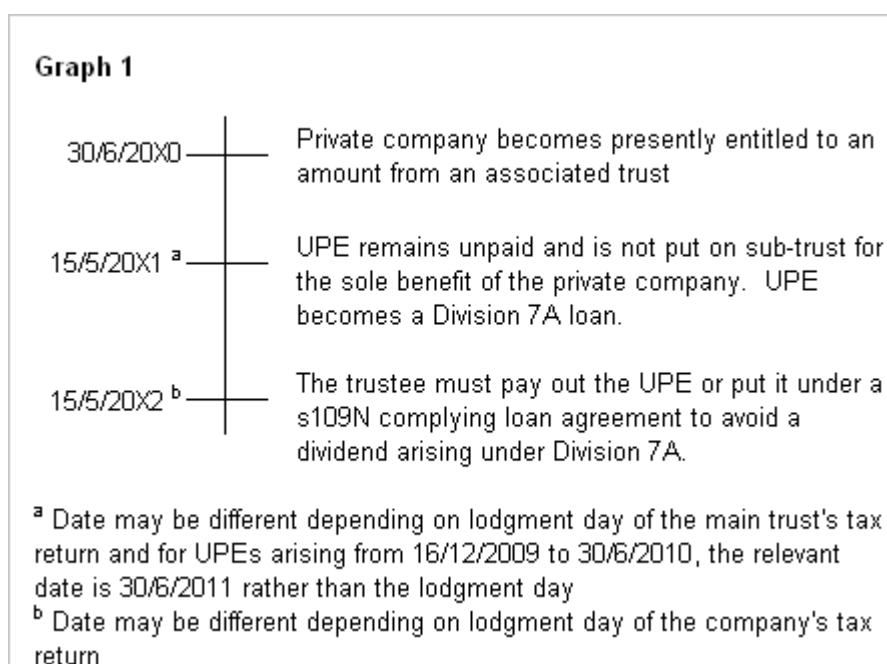 Graph 1
30/6/20X0
Private company becomes presently entitled to an
amount from an associated trust
15/5/20X1 a
UPE remains unpaid and is not put on sub-trust for
the sole benefit of the private company.  UPE
becomes a Division 7A loan.
15/5/20X2 b
The trustee must pay out the UPE or put it under a
s109N complying loan agreement to avoid a
dividend arising under Division 7A.
a Date may be different depending on lodgment day of the main trust's tax
return and for UPEs arising from 16/12/2009 to 30/6/2010, the relevant
date is 30/6/2011 rather than the lodgment day
b Date may be different depending on lodgment day of the company's tax
return